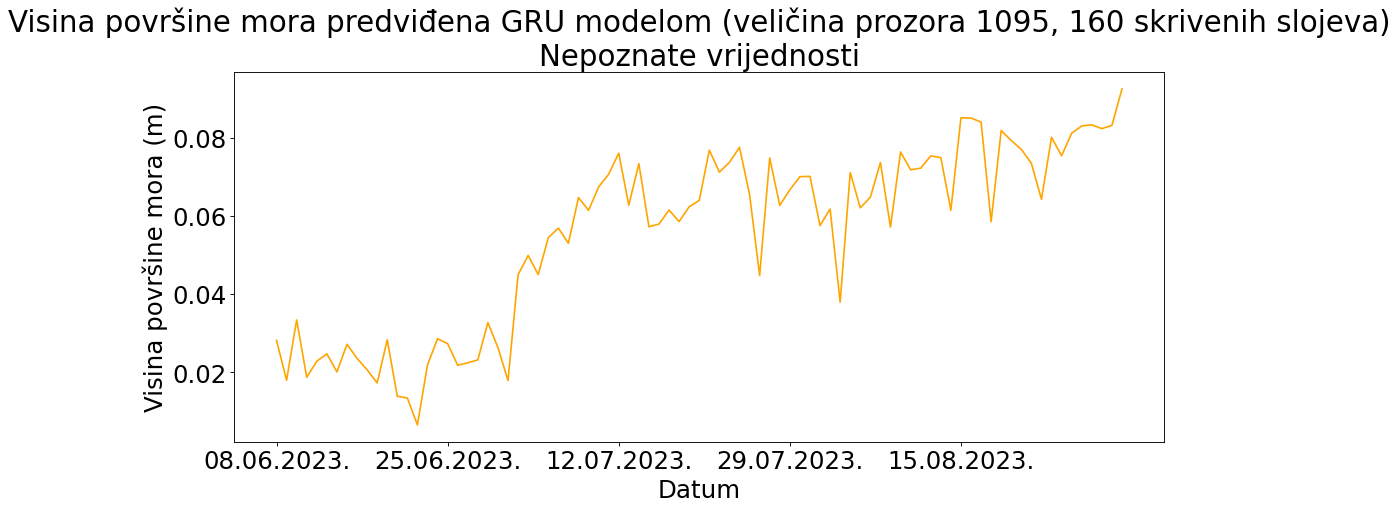 Visina površine mora predviđena GRU modelom (veličina prozora 1095, 160 skrivenih slojeva)
Nepoznate vrijednosti
Visina površine mora (m)
0.08
0.06
0.04
0.02
08.06.2023. 25.06.2023. 12.07.2023. 29.07.2023. 15.08.2023.
Datum